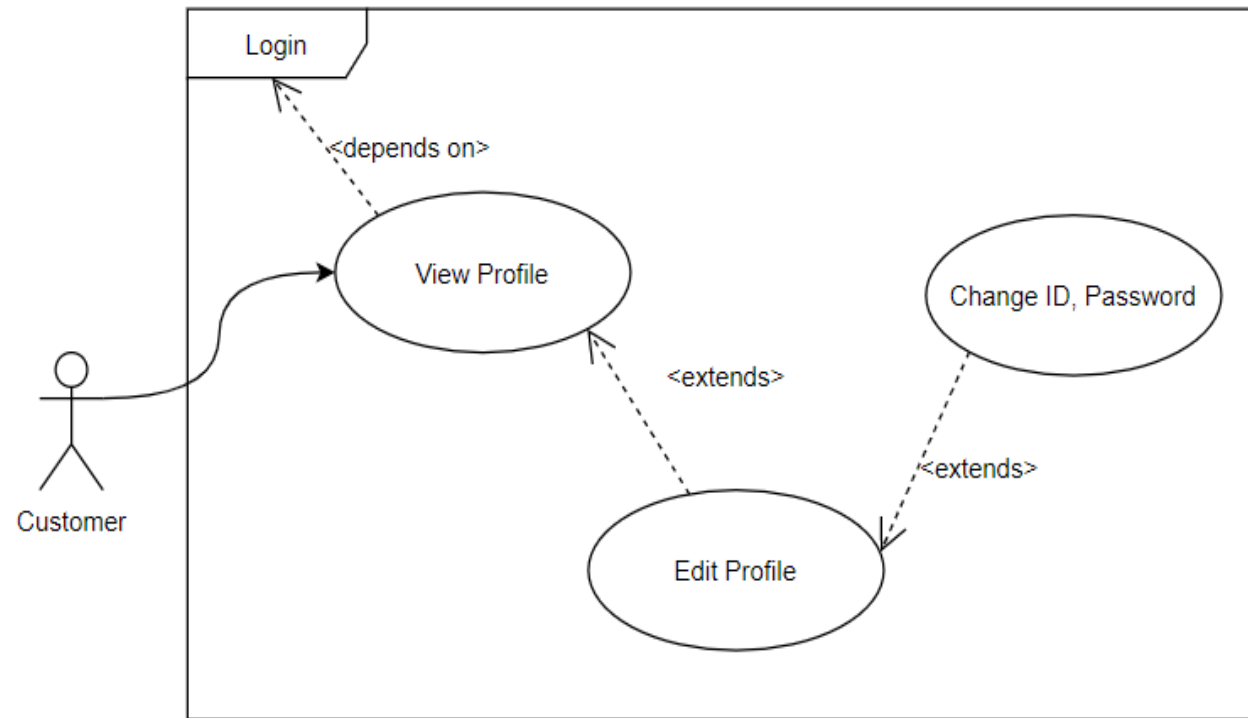 Login
<depends on>
View Profile
Change ID, Password
<extends>
<extends>
Customer
Edit Profile